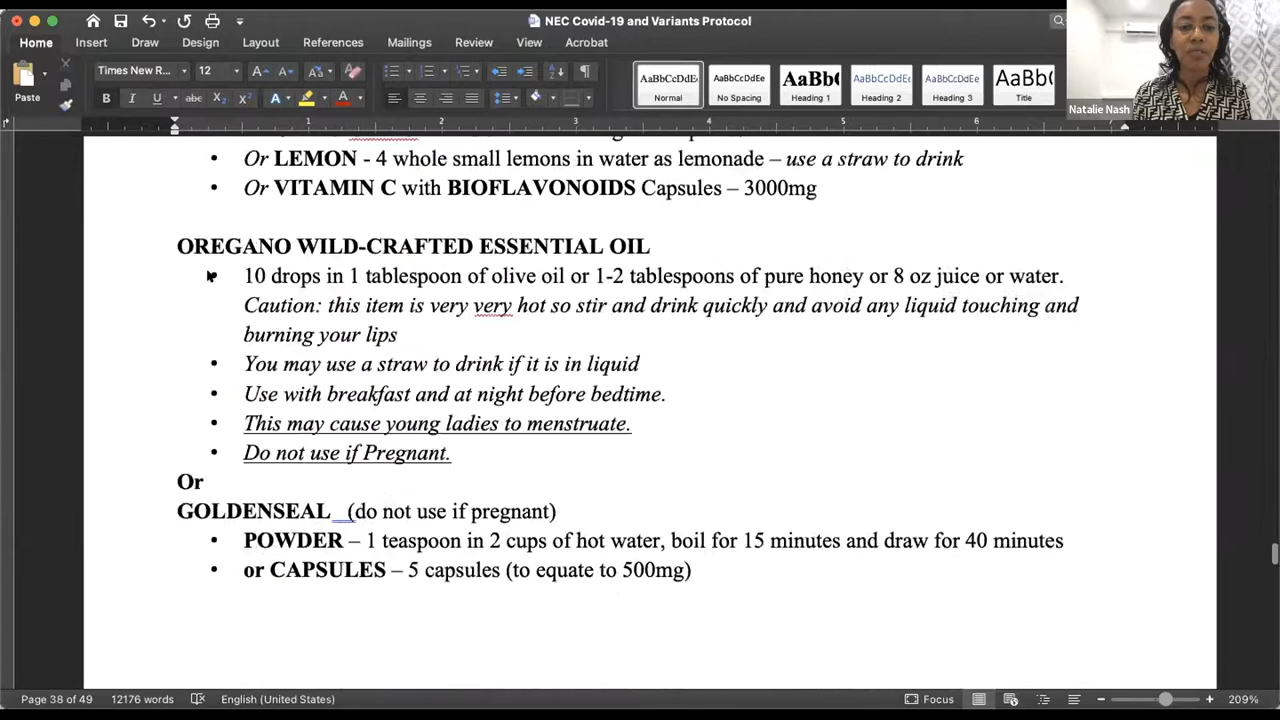 NEC Covid-19 and Variants Protocol
Home Insert Draw Design Layout References Mailings Review View Acrobat
Paste
Times New R... 12
AaBbCcDdEe AaBbCcDdEe AaBb( AaBbCcDdEe AaBbCcDdEe AaBbC(
Normal No Spacing Heading 1 Heading 2 Heading 3 Title
Natalie Nash
1 2 3 4 5 6 7
• Or LEMON - 4 whole small lemons in water as lemonade – use a straw to drink
• Or VITAMIN C with BIOFLAVONOIDS Capsules – 3000mg
OREGANO WILD-CRAFTED ESSENTIAL OIL
• 10 drops in 1 tablespoon of olive oil or 1-2 tablespoons of pure honey or 8 oz juice or water.
Caution: this item is very very hot so stir and drink quickly and avoid any liquid touching and
burning your lips
• You may use a straw to drink if it is in liquid
• Use with breakfast and at night before bedtime.
• This may cause young ladies to menstruate.
• Do not use if Pregnant.
Or
GOLDENSEAL (do not use if pregnant)
• POWDER – 1 teaspoon in 2 cups of hot water, boil for 15 minutes and draw for 40 minutes
• or CAPSULES – 5 capsules (to equate to 500mg)
Page 38 of 49 12176 words English (United States) Focus 209%